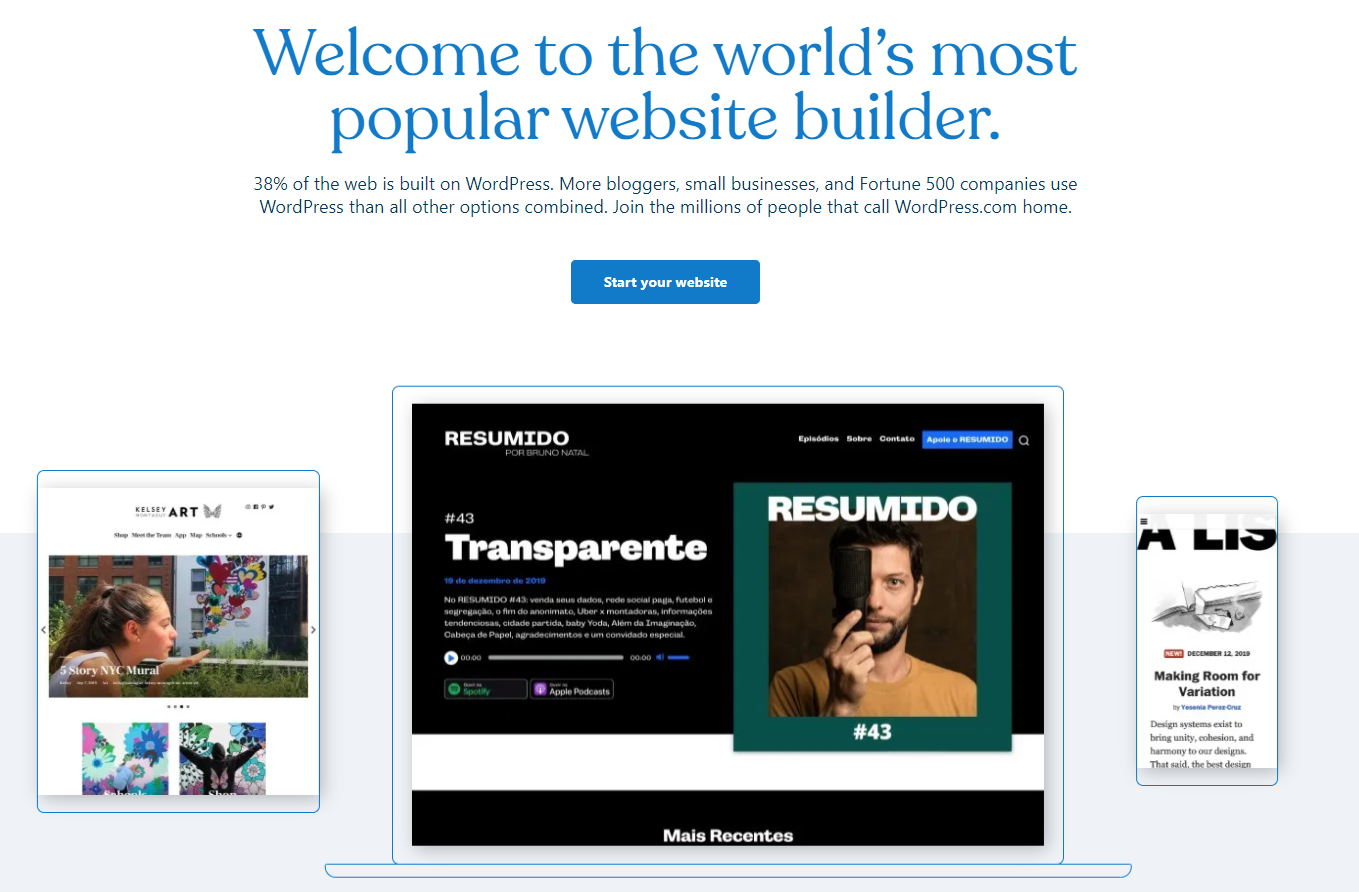 Welcome to the world's most
popular website builder.
38% of the web is built on WordPress. More bloggers, small businesses, and Fortune 500 companies use
WordPress than all other options combined. Join the millions of people that call WordPress.com home.
Start your website
KELSEY
MONTAGUE
ART
Shop Meet the Team App Map Schools
5 Story NYC Mural
Schools
Shop
RESUMIDO
POR BRUNO NATAL
Episódios Sobre Contato Apoie o RESUMIDO
#43
Transparente
19 de dezembro de 2019
No RESUMIDO #43: venda seus dados, rede social paga, futebol e
segregação, o fim do anonimato, Uber x montadoras, informações
tendenciosas, cidade partida, baby Yoda, Além da Imaginação,
Cabeça de Papel, agradecimentos e um convidado especial.
00:00 00:00
Spotify
Apple Podcasts
RESUMIDO
#43
Mais Recentes
A LIS
NEW! DECEMBER 12, 2019
Making Room for
Variation
by Yesenia Perez-Cruz
Design systems exist to
bring unity, cohesion, and
harmony to our designs.
That said, the best design